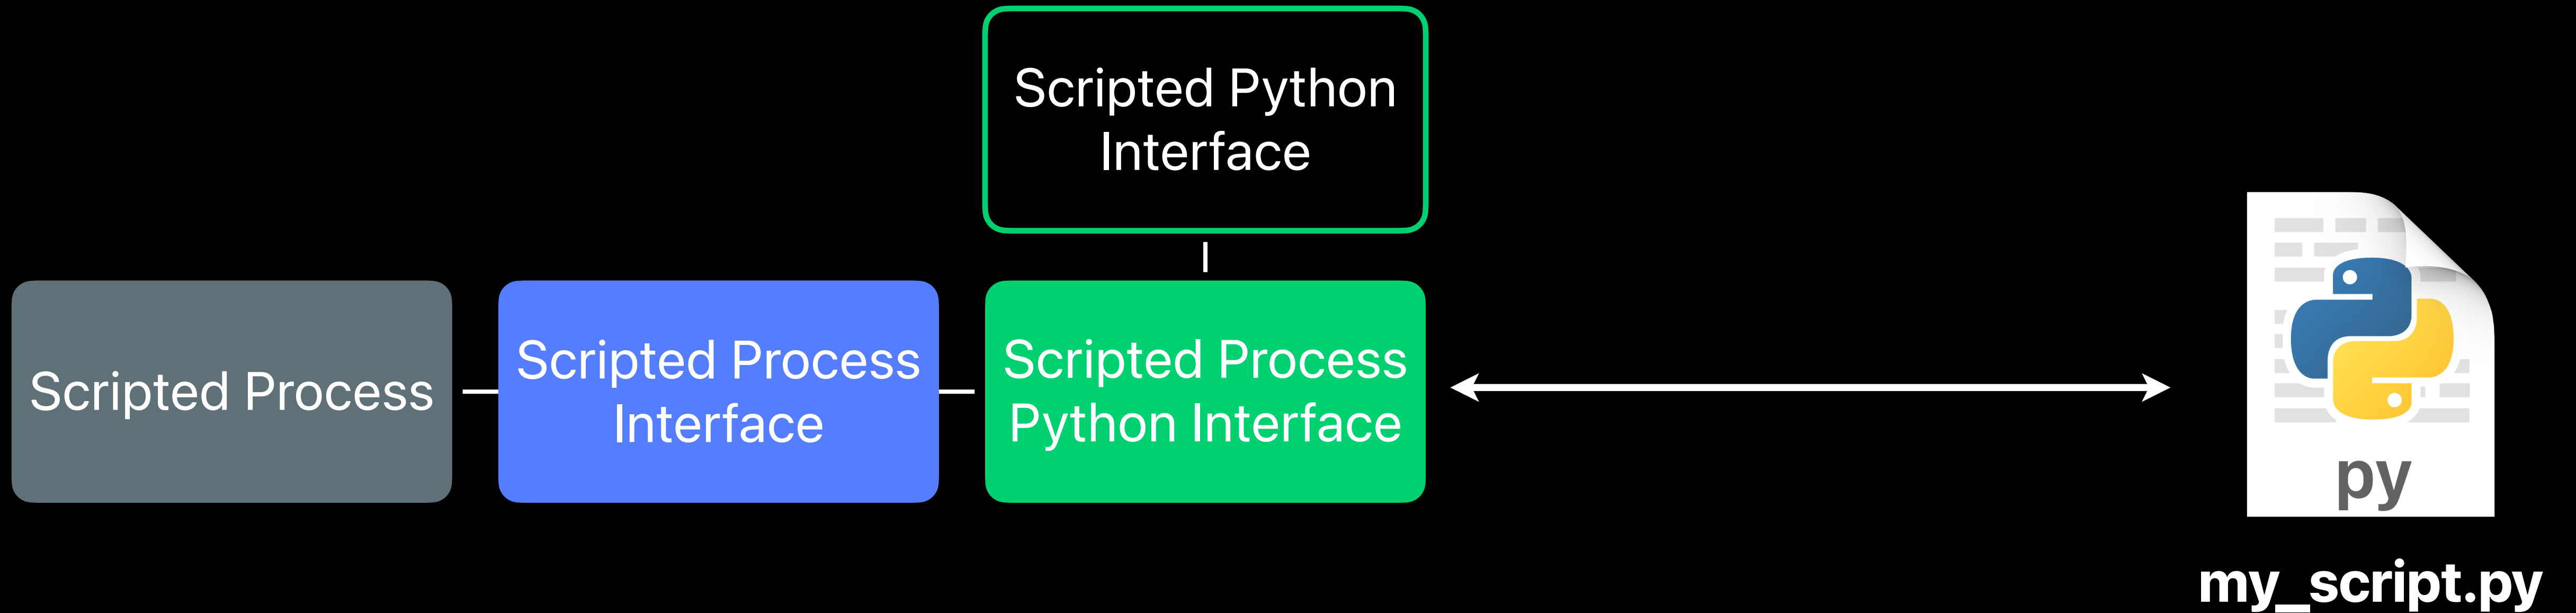 Scripted Python
Interface
Scripted Process
Scripted Process
Interface
Scripted Process
Python Interface
py
my_script.py